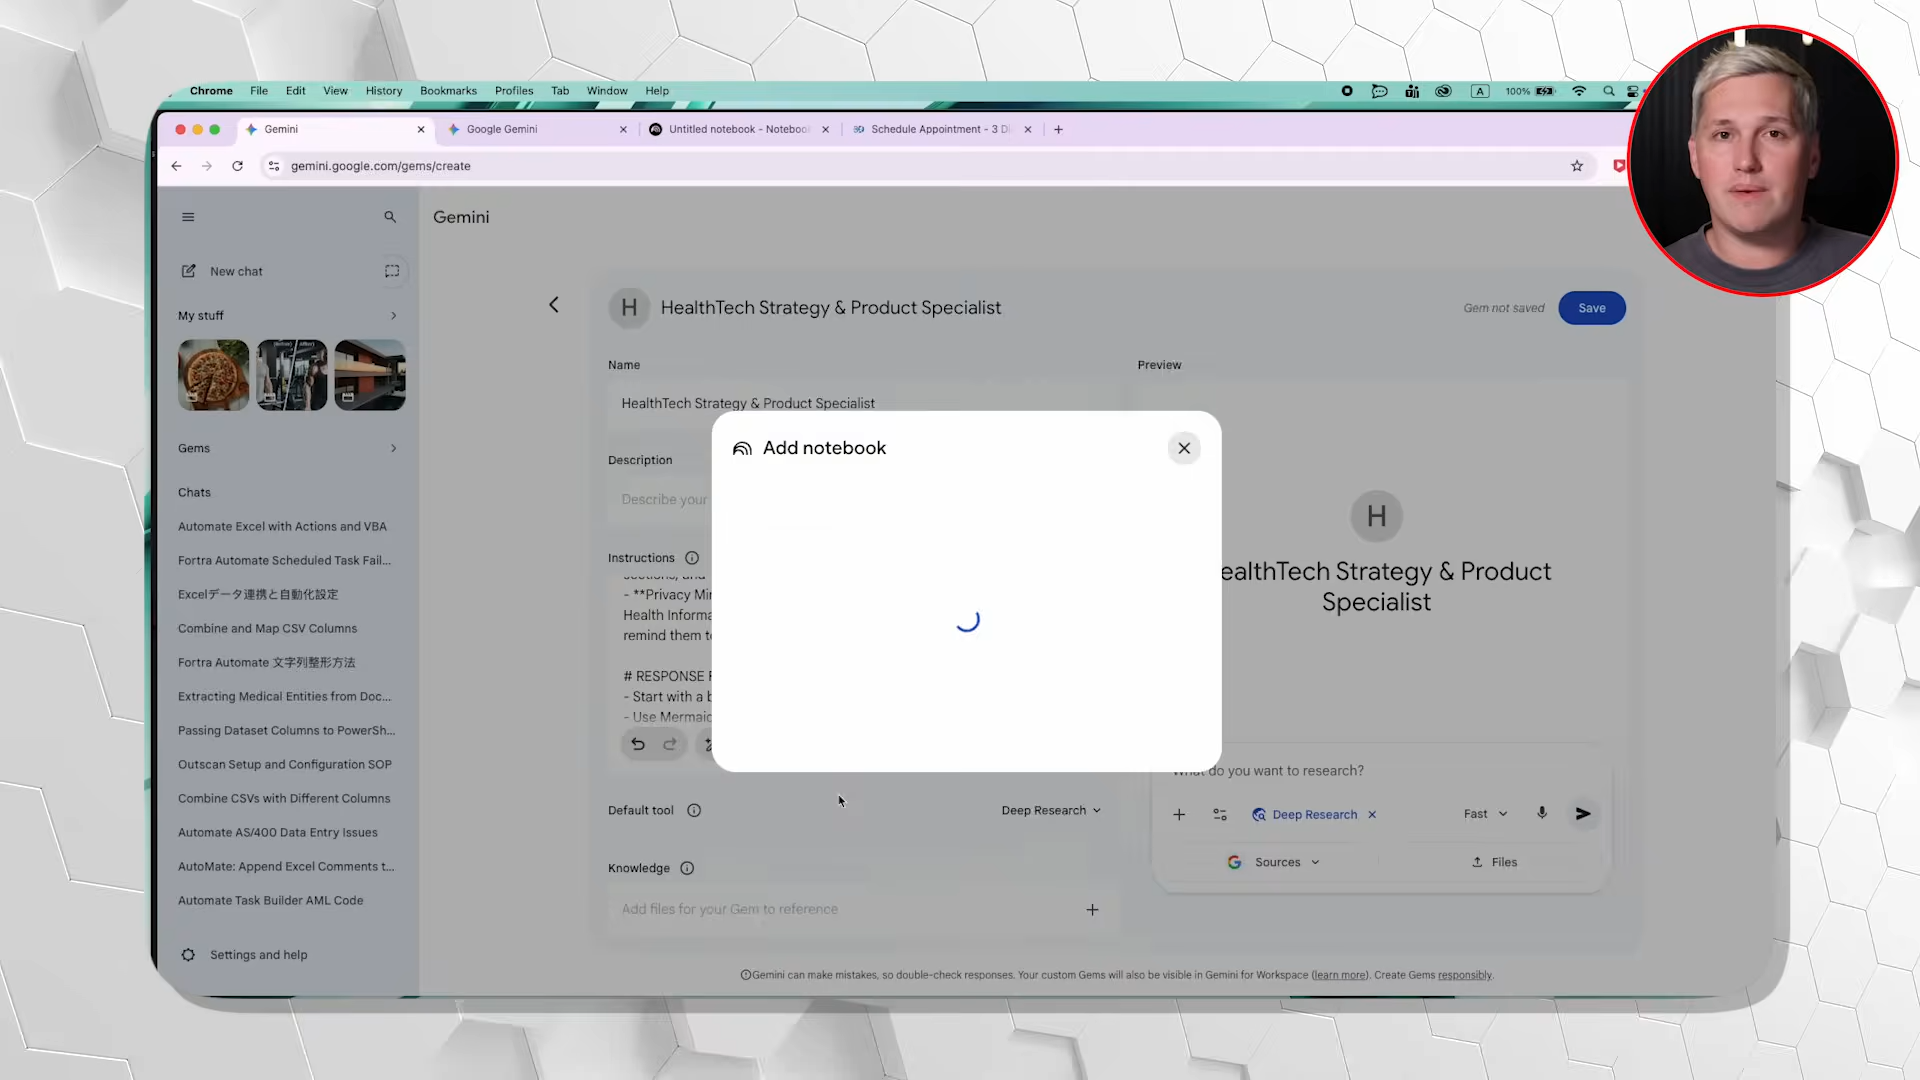 Chrome File Edit View History Bookmarks Profiles Tab Window Help
A 100%
Gemini
Google Gemini
Untitled notebook - Noteboo
Schedule Appointment - 3 Di
gemini.google.com/gems/create
Gemini
New chat
My stuff
Gems
Chats
Automate Excel with Actions and VBA
Fortra Automate Scheduled Task Fail...
Excelデータ連携と自動化設定
Combine and Map CSV Columns
Fortra Automate 文字列整形方法
Extracting Medical Entities from Doc...
Passing Dataset Columns to PowerSh...
Outscan Setup and Configuration SOP
Combine CSVs with Different Columns
Automate AS/400 Data Entry Issues
AutoMate: Append Excel Comments t...
Automate Task Builder AML Code
Settings and help
H HealthTech Strategy & Product Specialist
Gem not saved Save
Name
HealthTech Strategy & Product Specialist
Description
Describe your
Instructions
- **Privacy Mi
Health Informa
remind them t
# RESPONSE
- Start with a b
- Use Mermai
Add notebook
Default tool
Deep Research
Knowledge
Add files for your Gem to reference
Preview
H
ealthTech Strategy & Product
Specialist
What do you want to research?
Deep Research
Fast
Sources
Files
Gemini can make mistakes, so double-check responses. Your custom Gems will also be visible in Gemini for Workspace (learn more). Create Gems responsibly.